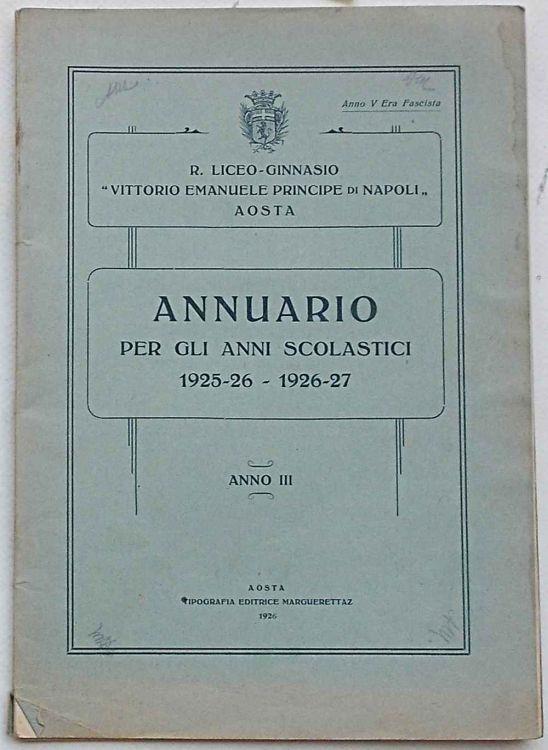 Anno V Era Fascista
R. LICEO-GINNASIO
"VITTORIO EMANUELE PRINCIPE DI NAPOLI„
AOSTA
ANNUARIO
PER GLI ANNI SCOLASTICI
1925-26 - 1926-27
ANNO III
AOSTA
TIPOGRAFIA EDITRICE MARGUERETTAZ
1926